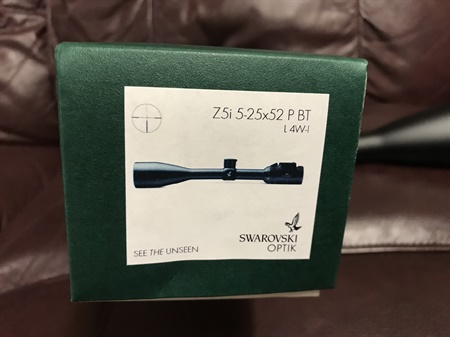 Z5i 5-25x52 P BT
L 4W-I
SEE THE UNSEEN
SWAROVSKI
OPTIK